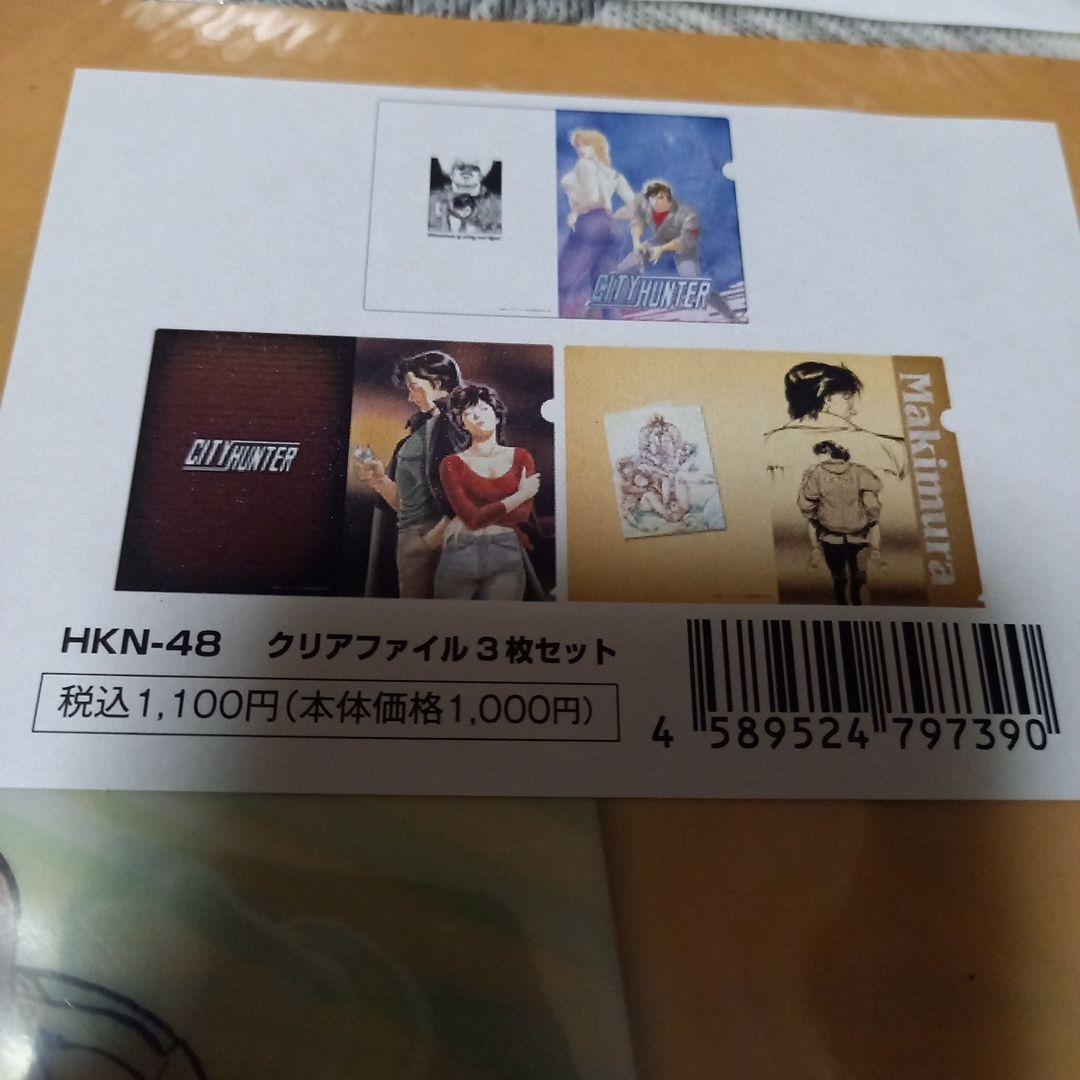 CITY HUNTER
CITY HUNTER
Makimura
HKN-48 クリアファイル3枚セット
税込1,100円(本体価格1,000円)
4 589524 797390